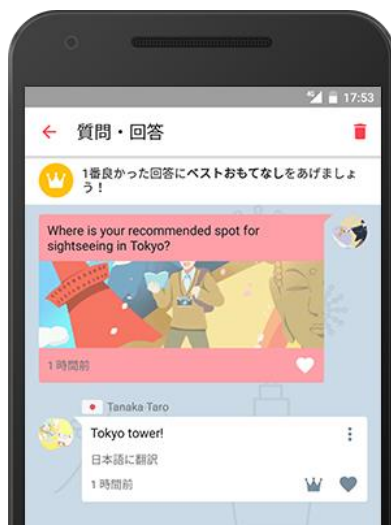 4G 17:53
質問・回答
1番良かった回答にベストおもてなしをあげましょ
う！
Where is your recommended spot for
sightseeing in Tokyo?
1 時間前
Tanaka Taro
Tokyo tower!
日本語に翻訳
1 時間前